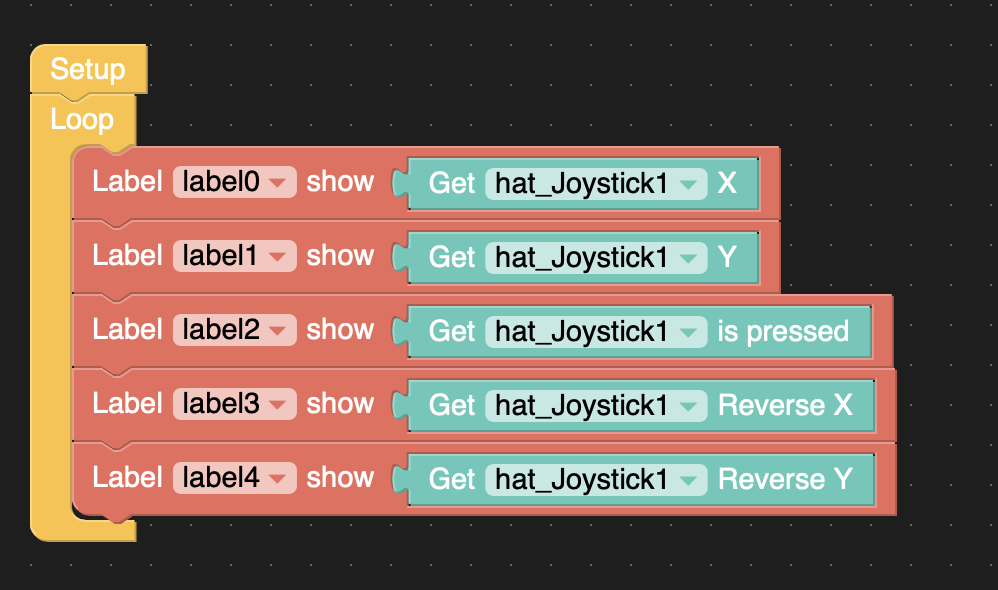 Setup
Loop
Label label0 show Get hat_Joystick1 X
Label label1 show Get hat_Joystick1 Y
Label label2 show Get hat_Joystick1 is pressed
Label label3 show Get hat_Joystick1 Reverse X
Label label4 show Get hat_Joystick1 Reverse Y